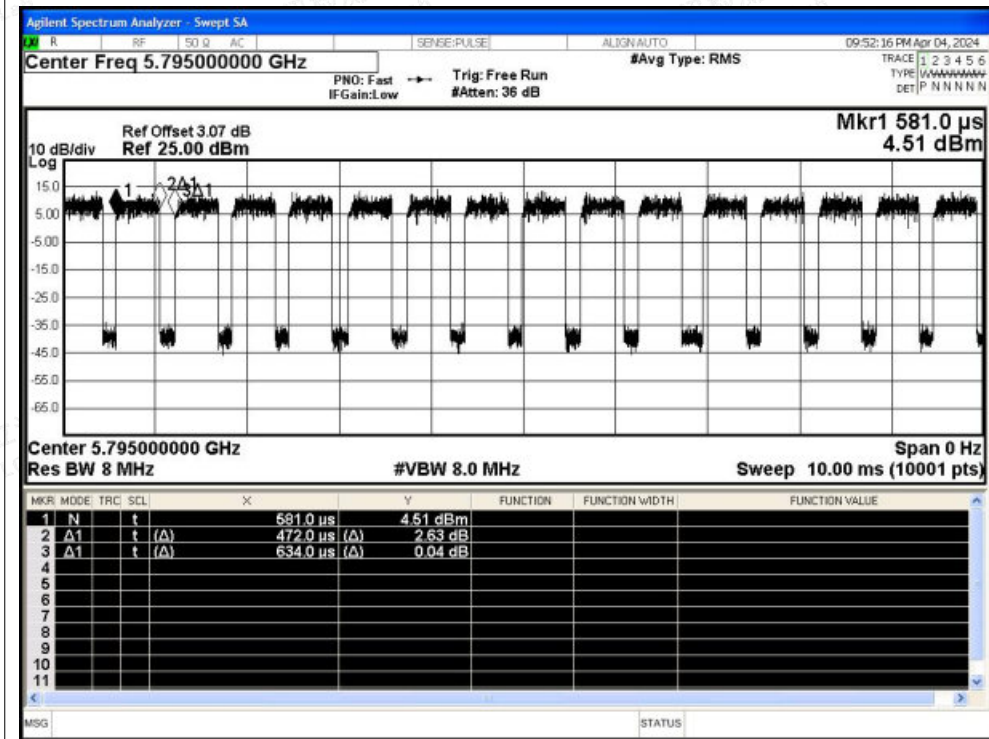 Agilent Spectrum Analyzer - Swept SA
R RF 50 Ω AC SENSE:PULSE ALIGN AUTO 09:52:16 PM Apr 04, 2024
Center Freq 5.795000000 GHz
PNO: Fast
IFGain:Low
Trig: Free Run
#Atten: 36 dB
#Avg Type: RMS
TRACE 1 2 3 4 5 6
TYPE
DET P N N N N N
Mkr1 581.0 µs
4.51 dBm
Ref Offset 3.07 dB
10 dB/div Ref 25.00 dBm
Log
15.0
5.00
-5.00
-15.0
-25.0
-35.0
-45.0
-55.0
-65.0
1
2Δ1
3Δ1
Center 5.795000000 GHz Span 0 Hz
Res BW 8 MHz #VBW 8.0 MHz Sweep 10.00 ms (10001 pts)
MKR MODE TRC SCL X Y FUNCTION FUNCTION WIDTH FUNCTION VALUE
1 N t 581.0 µs 4.51 dBm
2 Δ1 t (Δ) 472.0 µs (Δ) 2.63 dB
3 Δ1 t (Δ) 634.0 µs (Δ) 0.04 dB
4
5
6
7
8
9
10
11
MSG STATUS